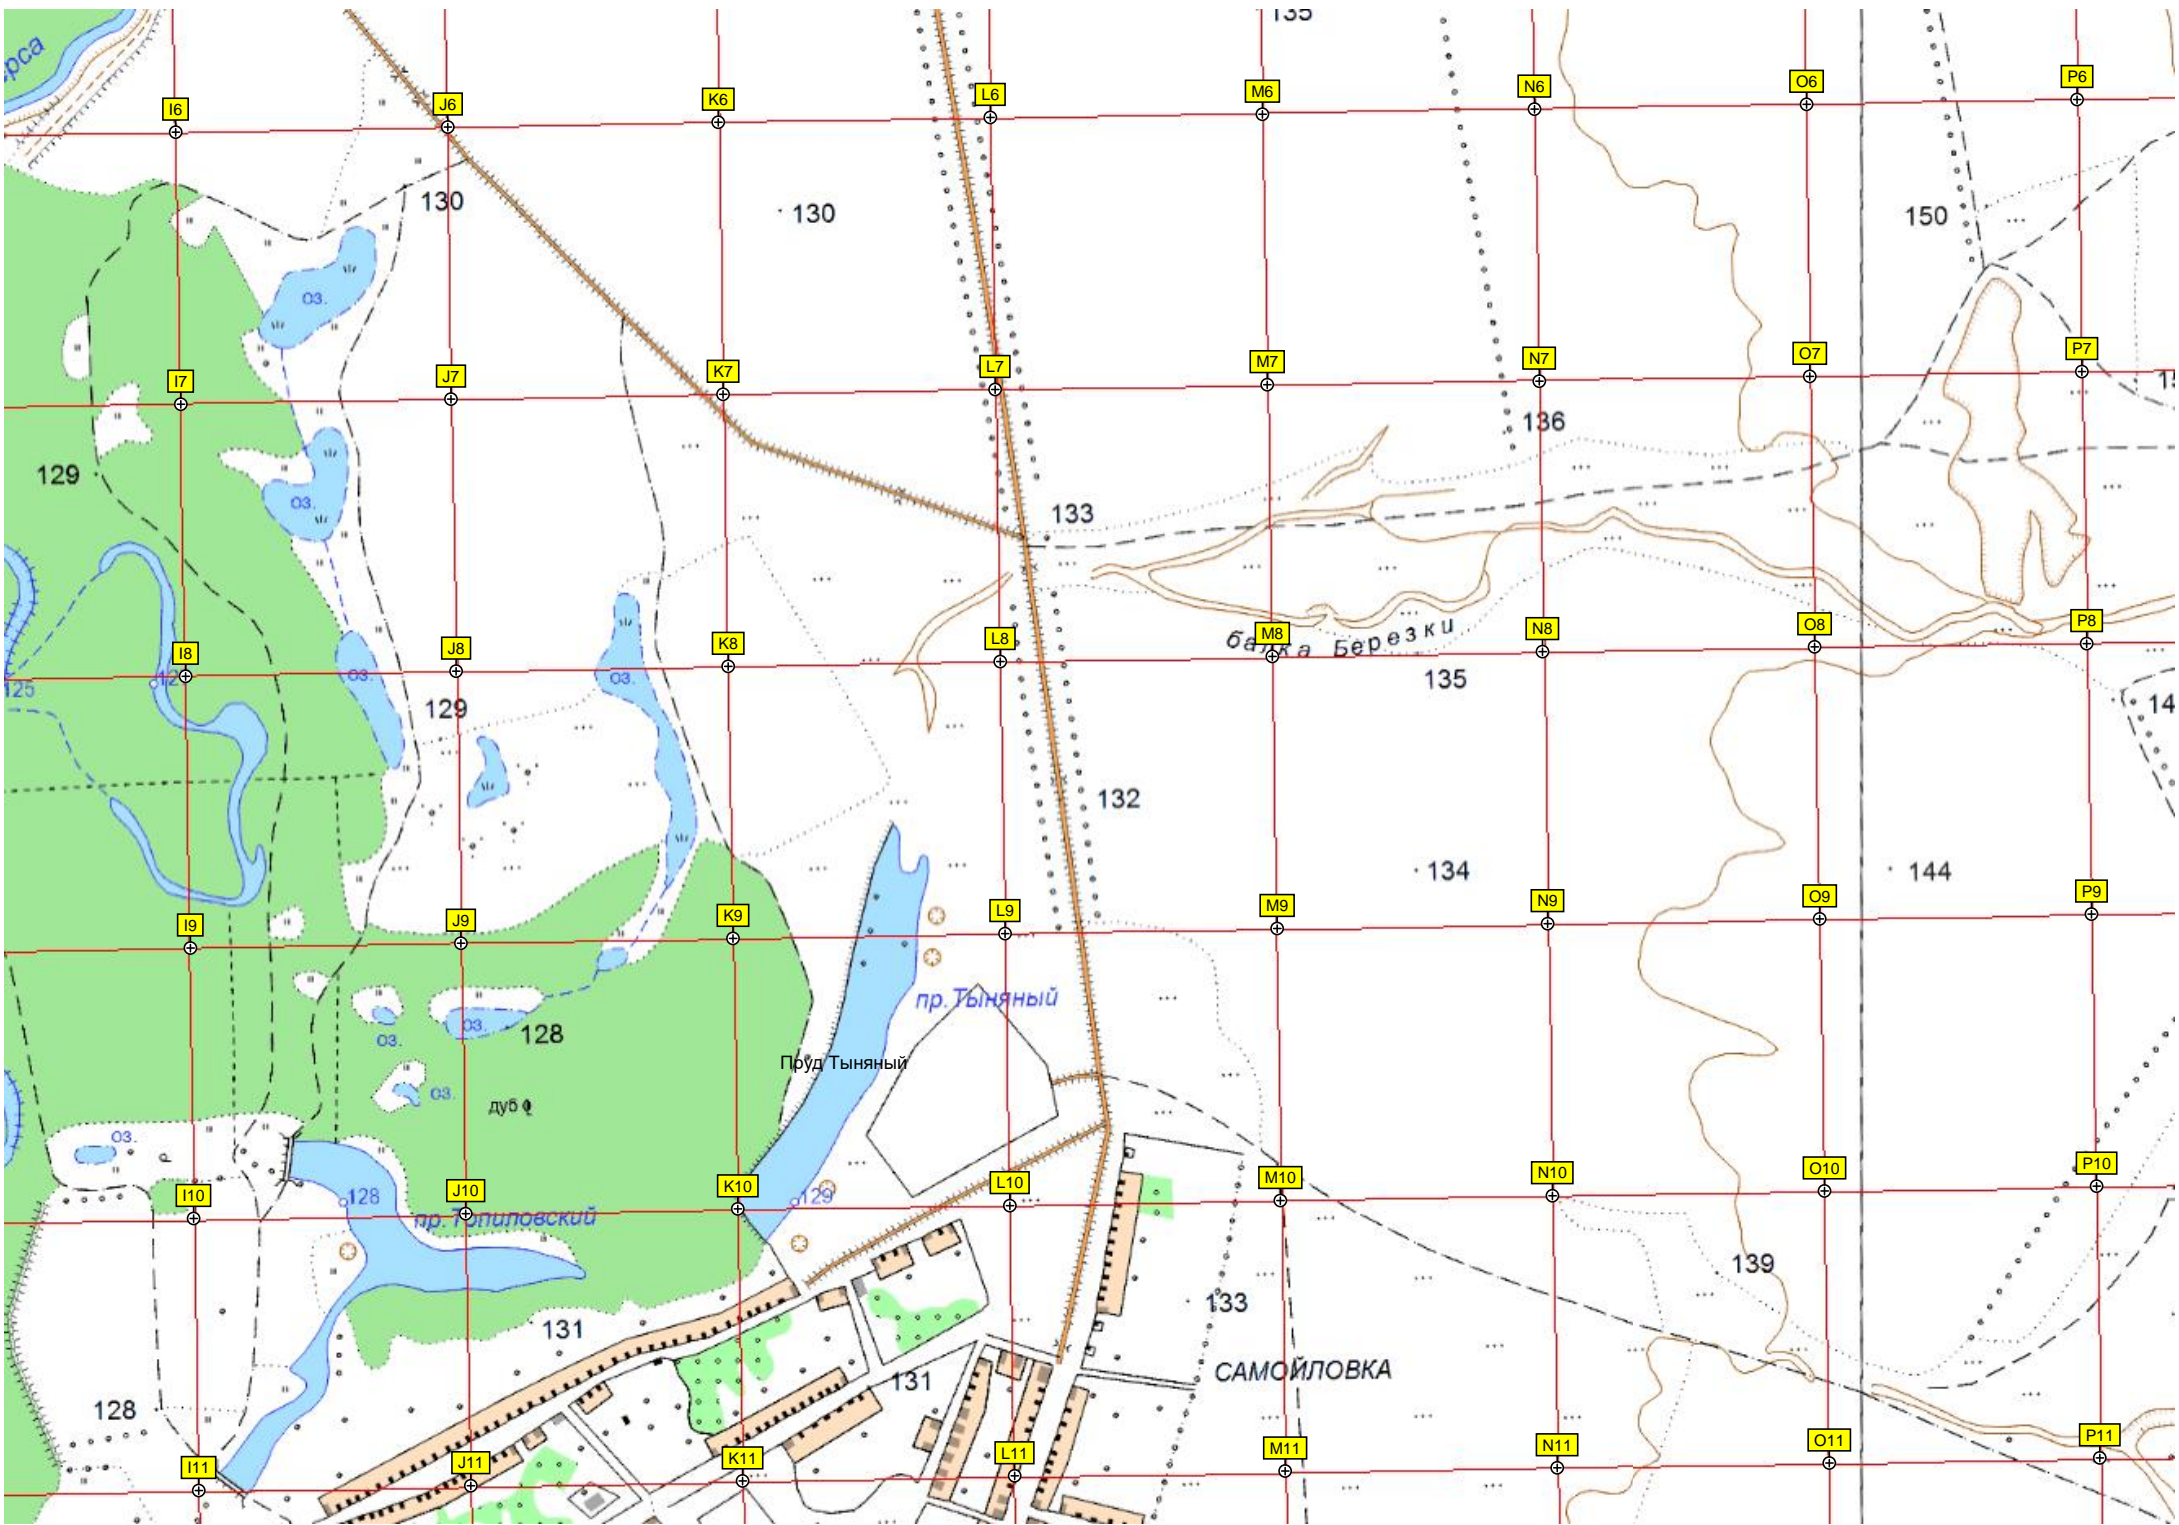 135
рса
I6
J6
K6
L6
M6
N6
O6
P6
130
130
150
I7
J7
K7
L7
M7
N7
O7
P7
оз.
136
129
оз.
133
I8
J8
K8
L8
M8
N8
O8
P8
балка Березки
125
оз.
оз.
135
129
14
132
134
144
I9
J9
K9
L9
M9
N9
O9
P9
пр.Тыняный
оз.
128
оз.
Пруд Тыняный
оз.
дуб
оз.
I10
J10
K10
L10
M10
N10
O10
P10
128
129
пр.Топиловский
139
133
131
САМОЙЛОВКА
131
128
I11
J11
K11
L11
M11
N11
O11
P11